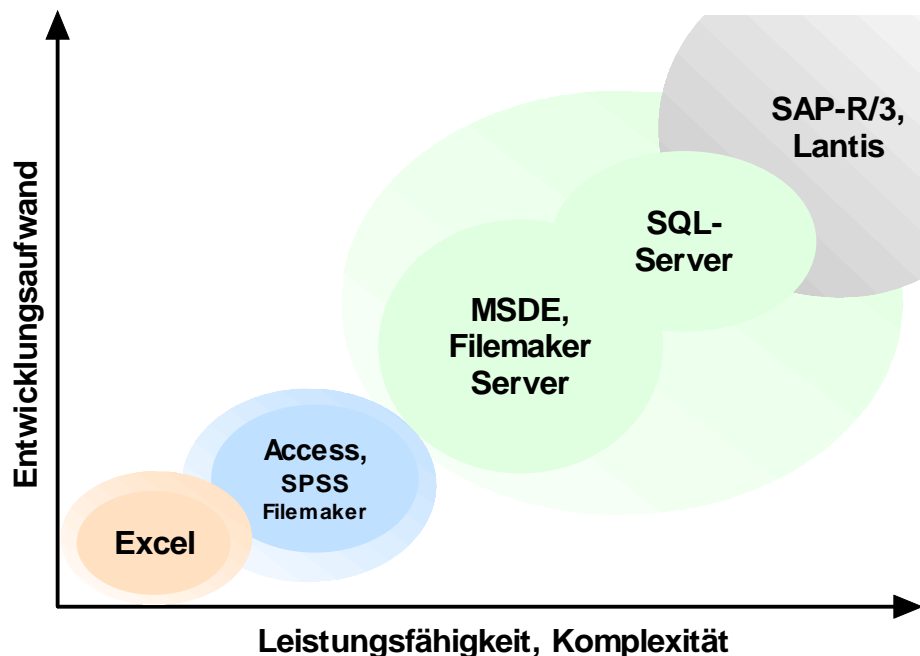 Entwicklungsaufwand
SAP-R/3,
Lantis
SQL-
Server
MSDE,
Filemaker
Server
Access,
SPSS
Filemaker
Excel
Leistungsfähigkeit, Komplexität